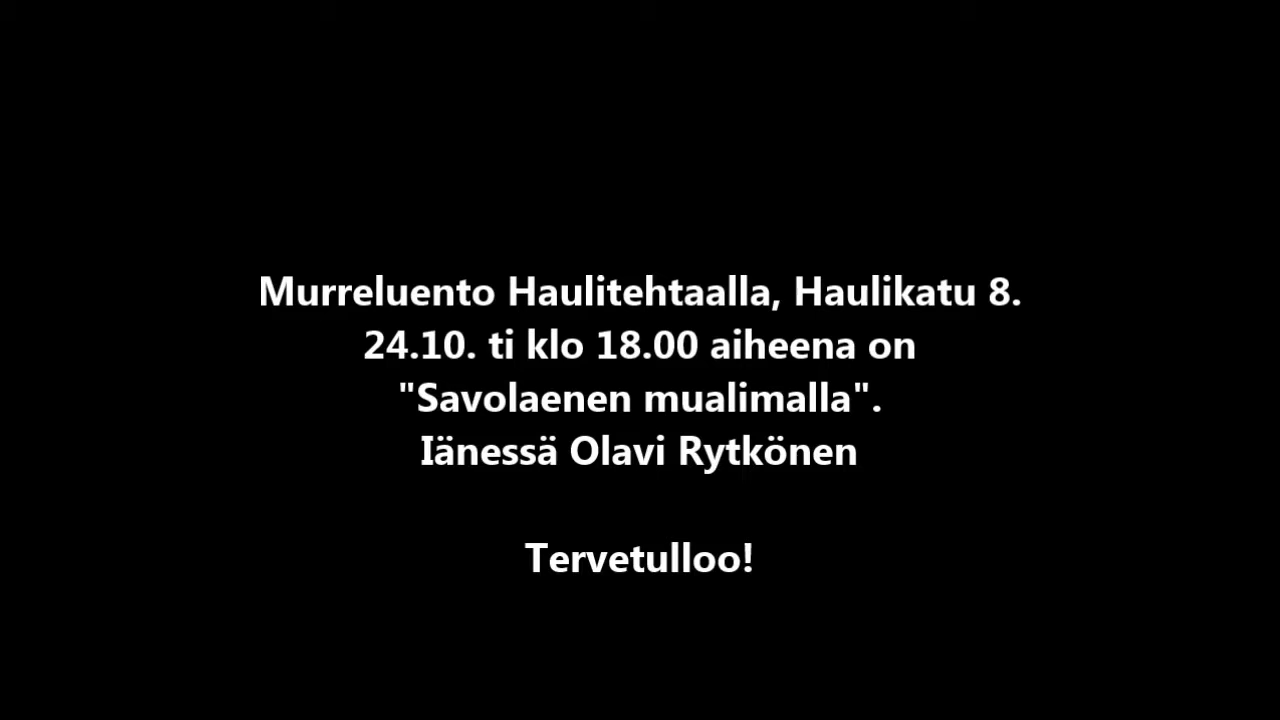 Murreluento Haulitehtaalla, Haulikatu 8.
24.10. ti klo 18.00 aiheena on
"Savolaenen mualimalla".
Iänessä Olavi Rytkönen
Tervetulloo!